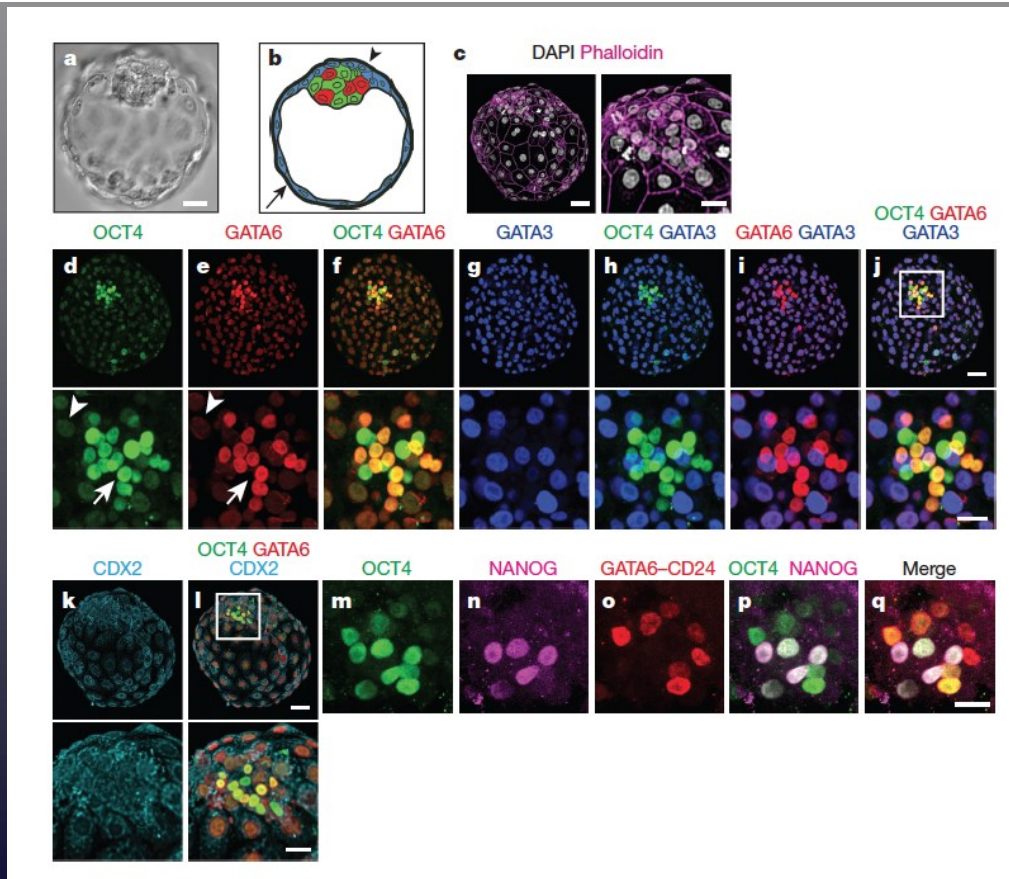 a
b
c
DAPI Phalloidin
OCT4
GATA6
OCT4 GATA6
GATA3
OCT4 GATA3
GATA6 GATA3
OCT4 GATA6
GATA3
d
e
f
g
h
i
j
CDX2
OCT4 GATA6
CDX2
OCT4
NANOG
GATA6–CD24
OCT4 NANOG
Merge
k
l
m
n
o
p
q